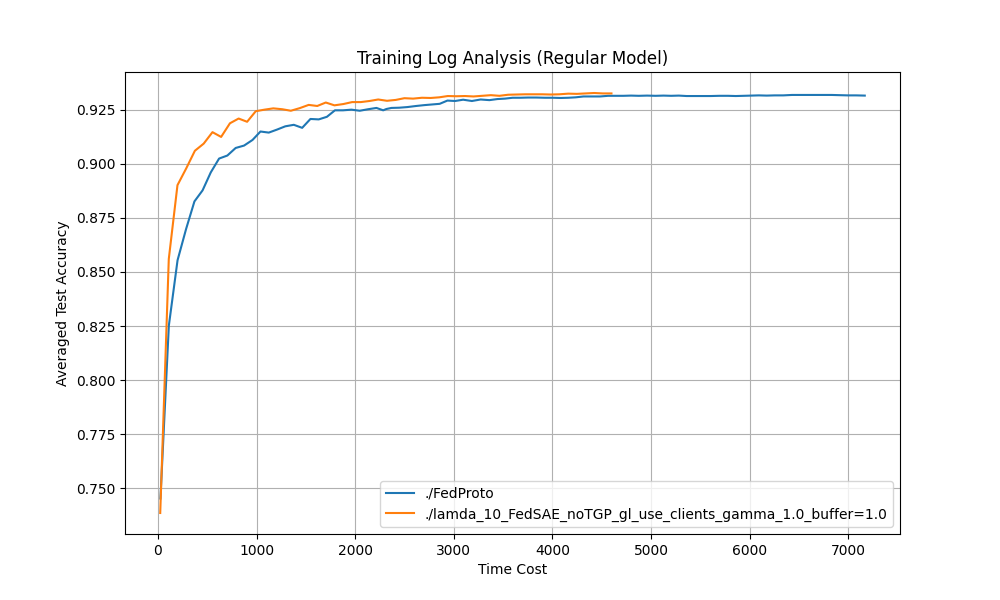 Training Log Analysis (Regular Model)
Averaged Test Accuracy
0.925
0.900
0.875
0.850
0.825
0.800
0.775
0.750
./FedProto
./lamda_10_FedSAE_noTGP_gl_use_clients_gamma_1.0_buffer=1.0
0 1000 2000 3000 4000 5000 6000 7000
Time Cost